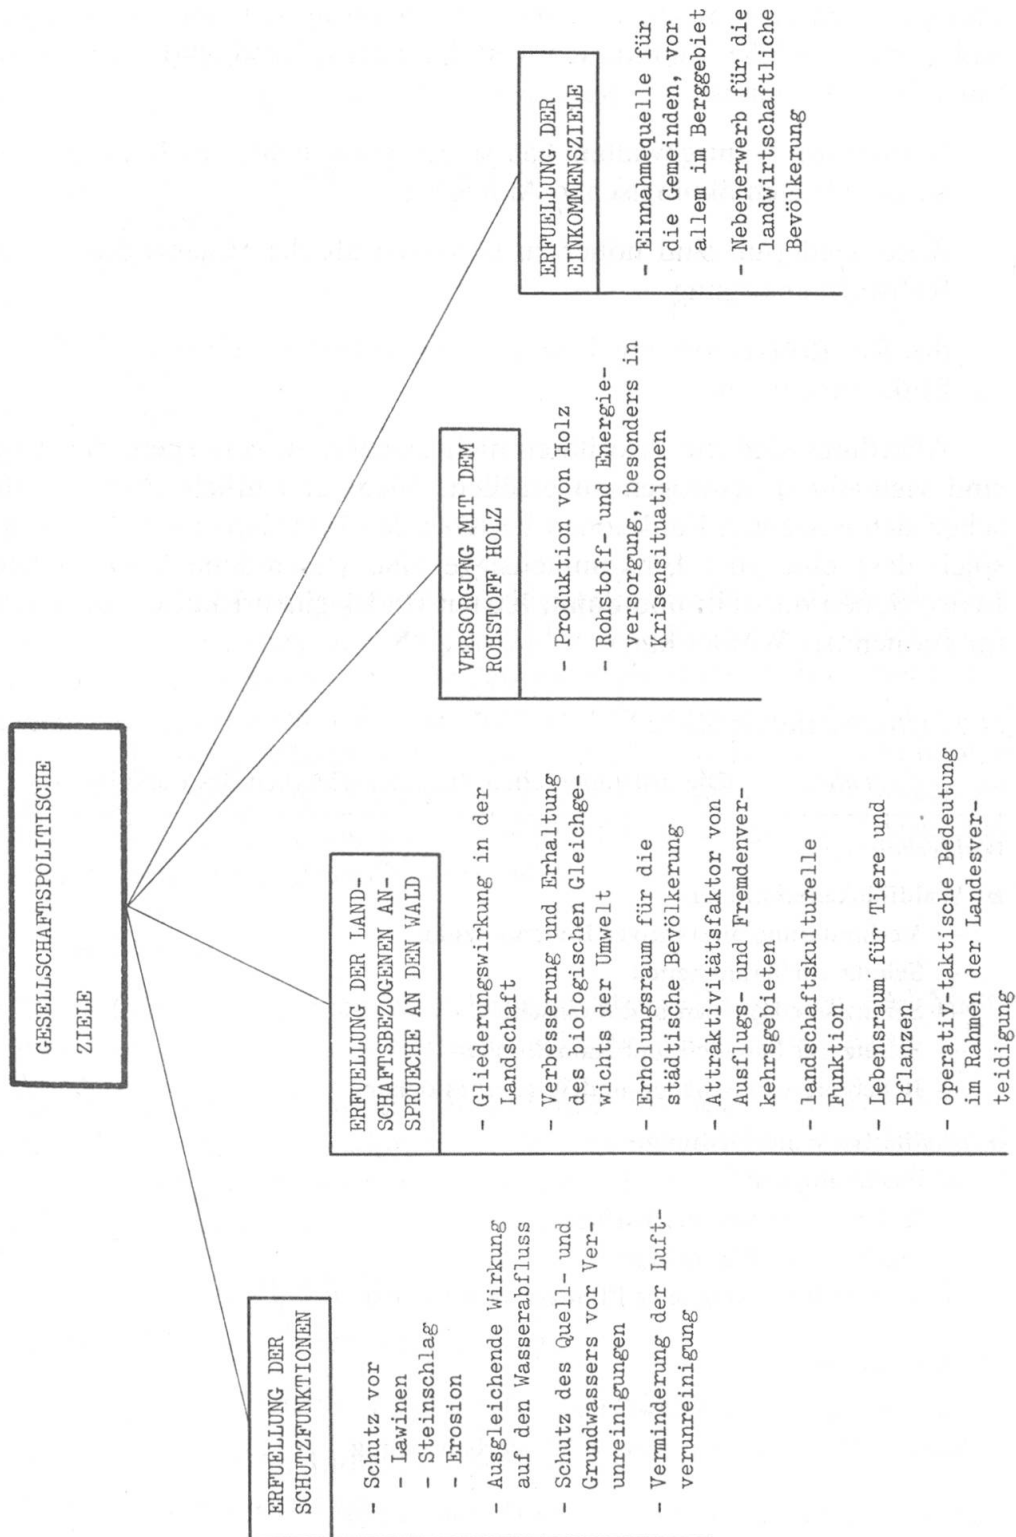 GESELLSCHAFTSPOLITISCHE
ZIELE
ERFUELLUNG DER
SCHUTZFUNKTIONEN
- Schutz vor
- Lawinen
- Steinschlag
- Erosion
- Ausgleichende Wirkung
auf den Wasserabfluss
- Schutz des Quell- und
Grundwassers vor Ver-
unreinigungen
- Verminderung der Luft-
verunreinigung
ERFUELLUNG DER LAND-
SCHAFTSBEZOGENEN AN-
SPRUECHE AN DEN WALD
- Gliederungswirkung in der
Landschaft
- Verbesserung und Erhaltung
des biologischen Gleichge-
wichts der Umwelt
- Erholungsraum für die
städtische Bevölkerung
- Attraktivitätsfaktor von
Ausflugs- und Fremdenver-
kehrsgebieten
- landschaftskulturelle
Funktion
- Lebensraum für Tiere und
Pflanzen
- operativ-taktische Bedeutung
im Rahmen der Landesver-
teidigung
VERSORGUNG MIT DEM
ROHSTOFF HOLZ
- Produktion von Holz
- Rohstoff- und Energie-
versorgung, besonders in
Krisensituationen
ERFUELLUNG DER
EINKOMMENSZIELE
- Einnahmequelle für
die Gemeinden, vor
allem im Berggebiet
- Nebenerwerb für die
landwirtschaftliche
Bevölkerung